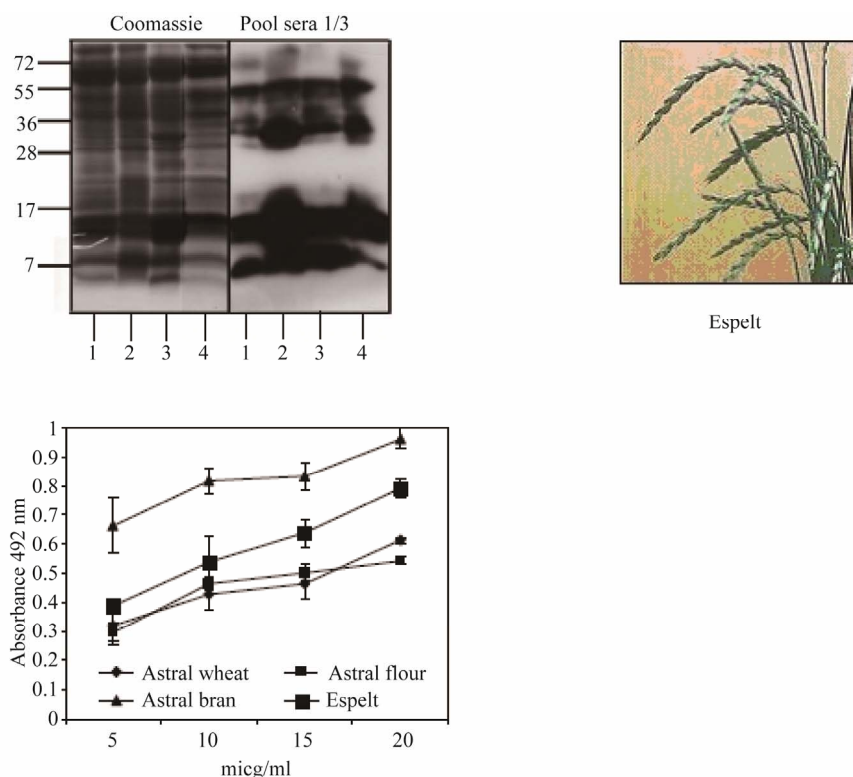 Coomassie Pool sera 1/3
72
55
36
28
17
7
1 2 3 4 1 2 3 4
Espelt
Absorbance 492 nm
1
0.9
0.8
0.7
0.6
0.5
0.4
0.3
0.2
0.1
0
Astral wheat Astral flour
Astral bran Espelt
5 10 15 20
micg/ml